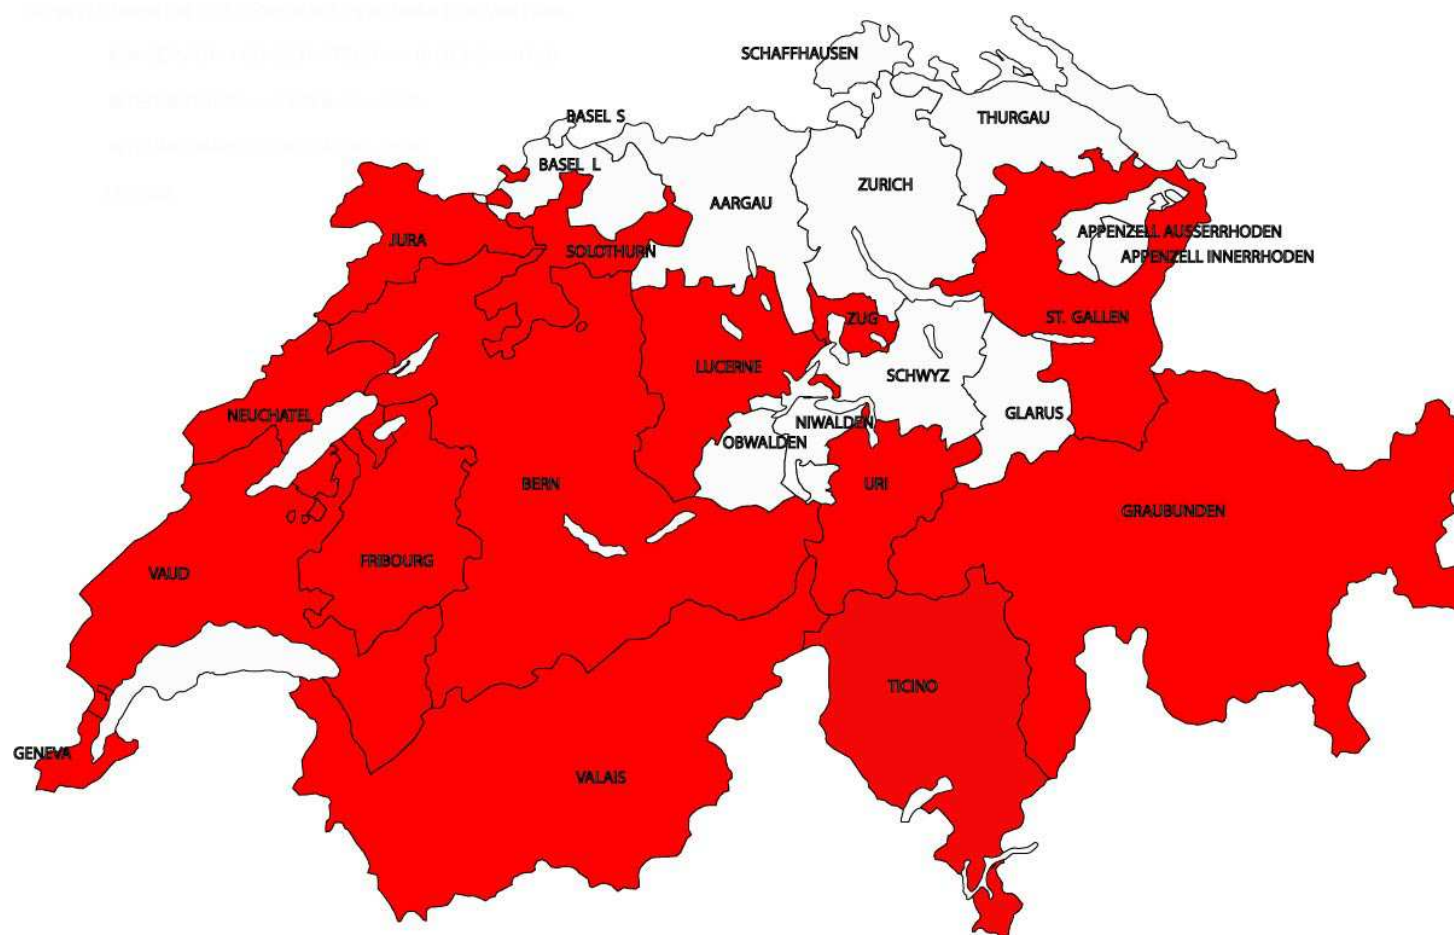 SCHAFFHAUSEN
BASEL S
THURGAU
BASEL L
ZURICH
AARGAU
JURA
SOLOTHURN
APPENZELL AUSSERRHODEN
APPENZELL INNERRHODEN
ZUG
ST. GALLEN
LUCERNE
SCHWYZ
NEUCHATEL
GLARUS
NIWALDEN
OBWALDEN
BERN
URI
GRAUBUNDEN
FRIBOURG
VAUD
TICINO
GENEVA
VALAIS